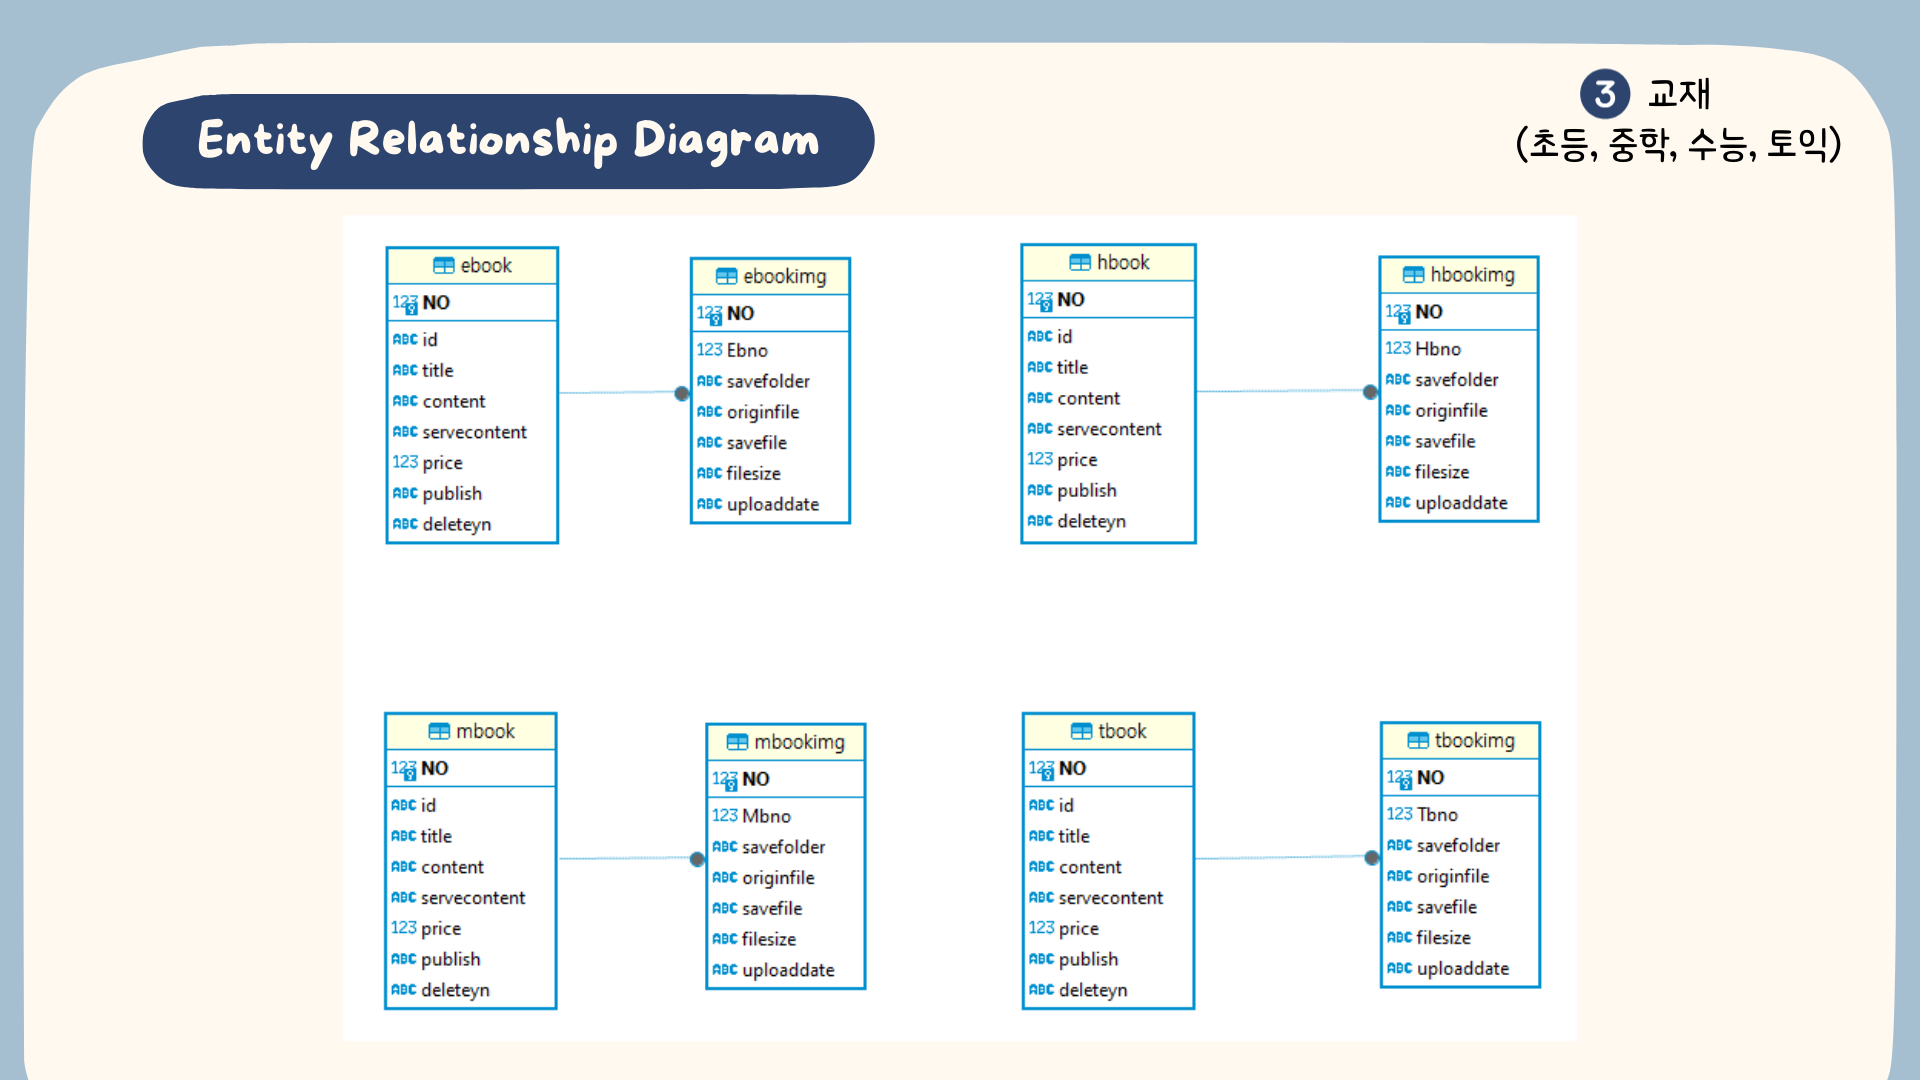 Entity Relationship Diagram
3 교재
(초등, 중학, 수능, 토익)
ebook
123 NO
ABC id
ABC title
ABC content
ABC servecontent
123 price
ABC publish
ABC deleteyn
ebookimg
123 NO
123 Ebno
ABC savefolder
ABC originfile
ABC savefile
ABC filesize
ABC uploaddate
hbook
123 NO
ABC id
ABC title
ABC content
ABC servecontent
123 price
ABC publish
ABC deleteyn
hbookimg
123 NO
123 Hbno
ABC savefolder
ABC originfile
ABC savefile
ABC filesize
ABC uploaddate
mbook
123 NO
ABC id
ABC title
ABC content
ABC servecontent
123 price
ABC publish
ABC deleteyn
mbookimg
123 NO
123 Mbno
ABC savefolder
ABC originfile
ABC savefile
ABC filesize
ABC uploaddate
tbook
123 NO
ABC id
ABC title
ABC content
ABC servecontent
123 price
ABC publish
ABC deleteyn
tbookimg
123 NO
123 Tbno
ABC savefolder
ABC originfile
ABC savefile
ABC filesize
ABC uploaddate